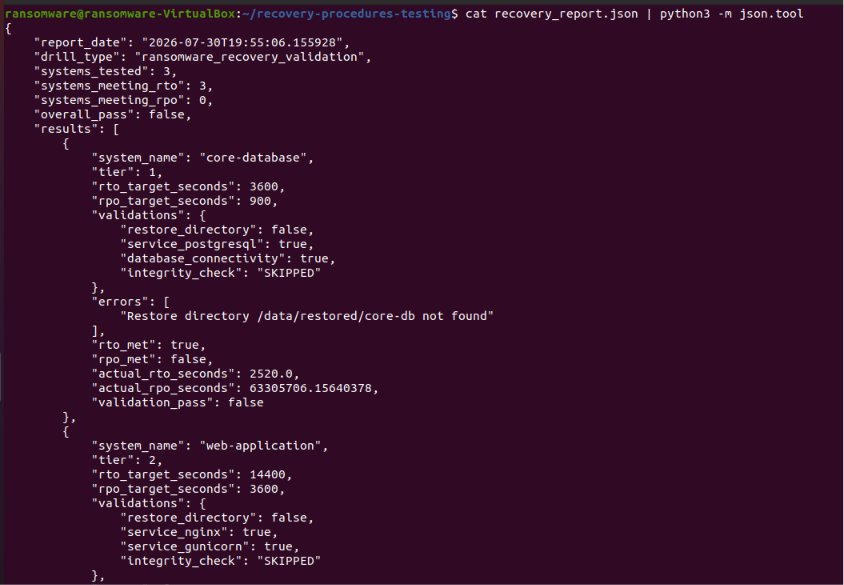 ransomware@ransomware-VirtualBox:~/recovery-procedures-testing$ cat recovery_report.json | python3 -m json.tool
{
    "report_date": "2026-07-30T19:55:06.155928",
    "drill_type": "ransomware_recovery_validation",
    "systems_tested": 3,
    "systems_meeting_rto": 3,
    "systems_meeting_rpo": 0,
    "overall_pass": false,
    "results": [
        {
            "system_name": "core-database",
            "tier": 1,
            "rto_target_seconds": 3600,
            "rpo_target_seconds": 900,
            "validations": {
                "restore_directory": false,
                "service_postgresql": true,
                "database_connectivity": true,
                "integrity_check": "SKIPPED"
            },
            "errors": [
                "Restore directory /data/restored/core-db not found"
            ],
            "rto_met": true,
            "rpo_met": false,
            "actual_rto_seconds": 2520.0,
            "actual_rpo_seconds": 63305706.15640378,
            "validation_pass": false
        },
        {
            "system_name": "web-application",
            "tier": 2,
            "rto_target_seconds": 14400,
            "rpo_target_seconds": 3600,
            "validations": {
                "restore_directory": false,
                "service_nginx": true,
                "service_gunicorn": true,
                "integrity_check": "SKIPPED"
            },